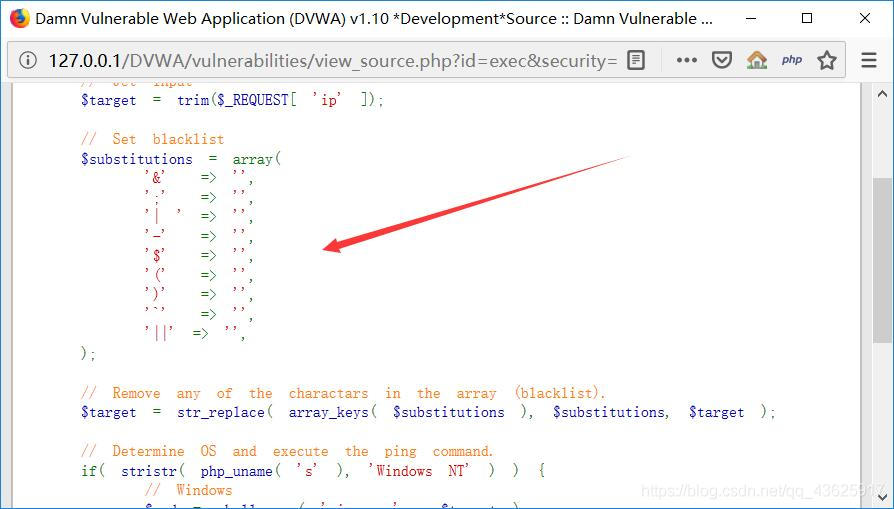 Damn Vulnerable Web Application (DVWA) v1.10 *Development*Source :: Damn Vulnerable ...
127.0.0.1/DVWA/vulnerabilities/view_source.php?id=exec&security=
php
$target = trim($_REQUEST[ 'ip' ]);
// Set blacklist
$substitutions = array(
'&' => '',
';' => '',
'| ' => '',
'-' => '',
'$' => '',
'(' => '',
')' => '',
'`' => '',
'||' => '',
);
// Remove any of the charactars in the array (blacklist).
$target = str_replace( array_keys( $substitutions ), $substitutions, $target );
// Determine OS and execute the ping command.
if( stristr( php_uname( 's' ), 'Windows NT' ) ) {
// Windows
https://blog.csdn.net/qq_43625917